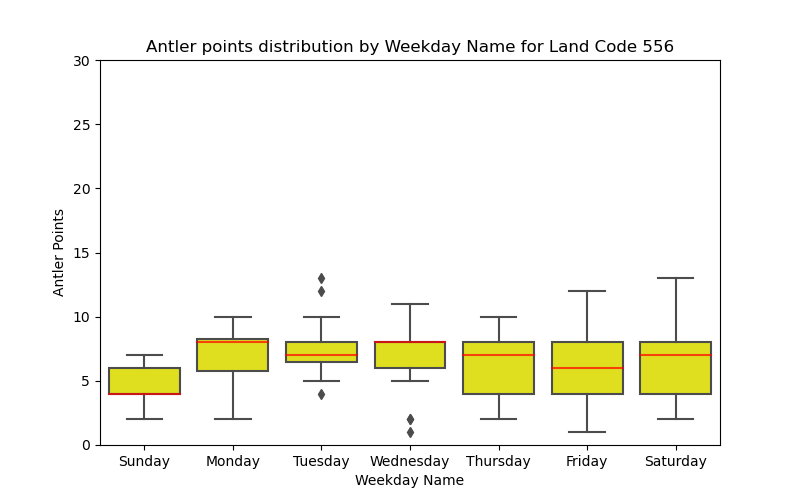 Antler points distribution by Weekday Name for Land Code 556
Antler Points
30
25
20
15
10
5
0
Sunday Monday Tuesday Wednesday Thursday Friday Saturday
Weekday Name